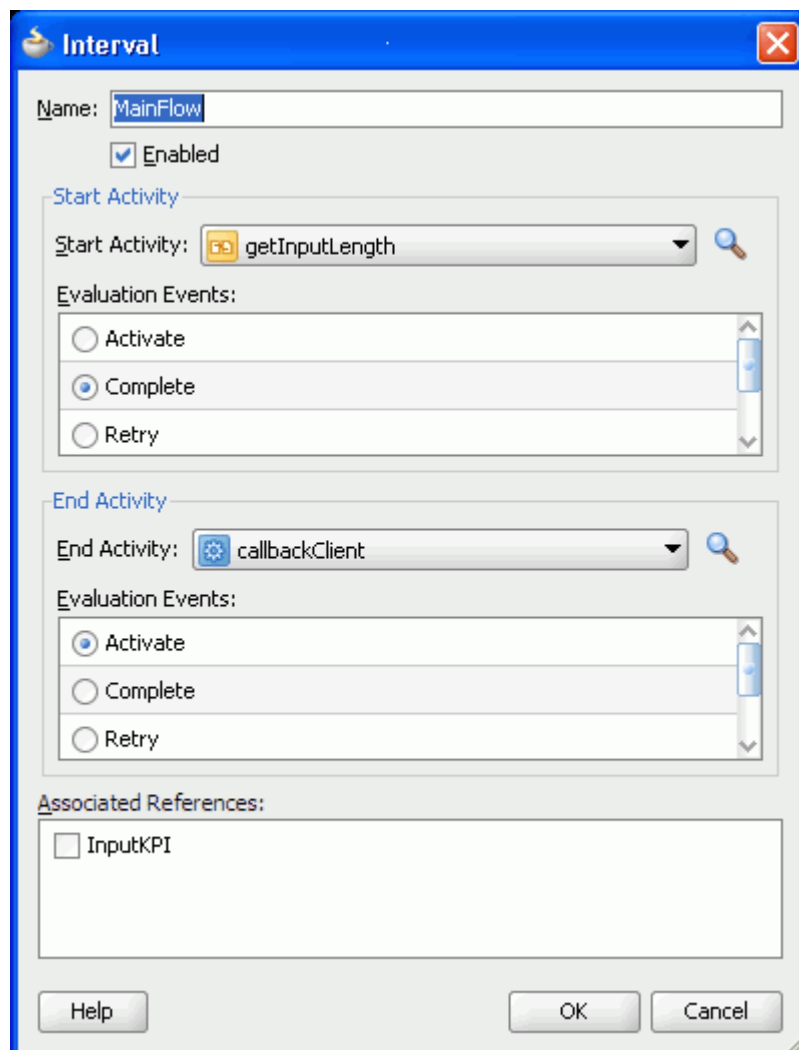 Interval
Name: MainFlow
Enabled
Start Activity
Start Activity: getInputLength
Evaluation Events:
Activate
Complete
Retry
End Activity
End Activity: callbackClient
Evaluation Events:
Activate
Complete
Retry
Associated References:
InputKPI
Help OK Cancel